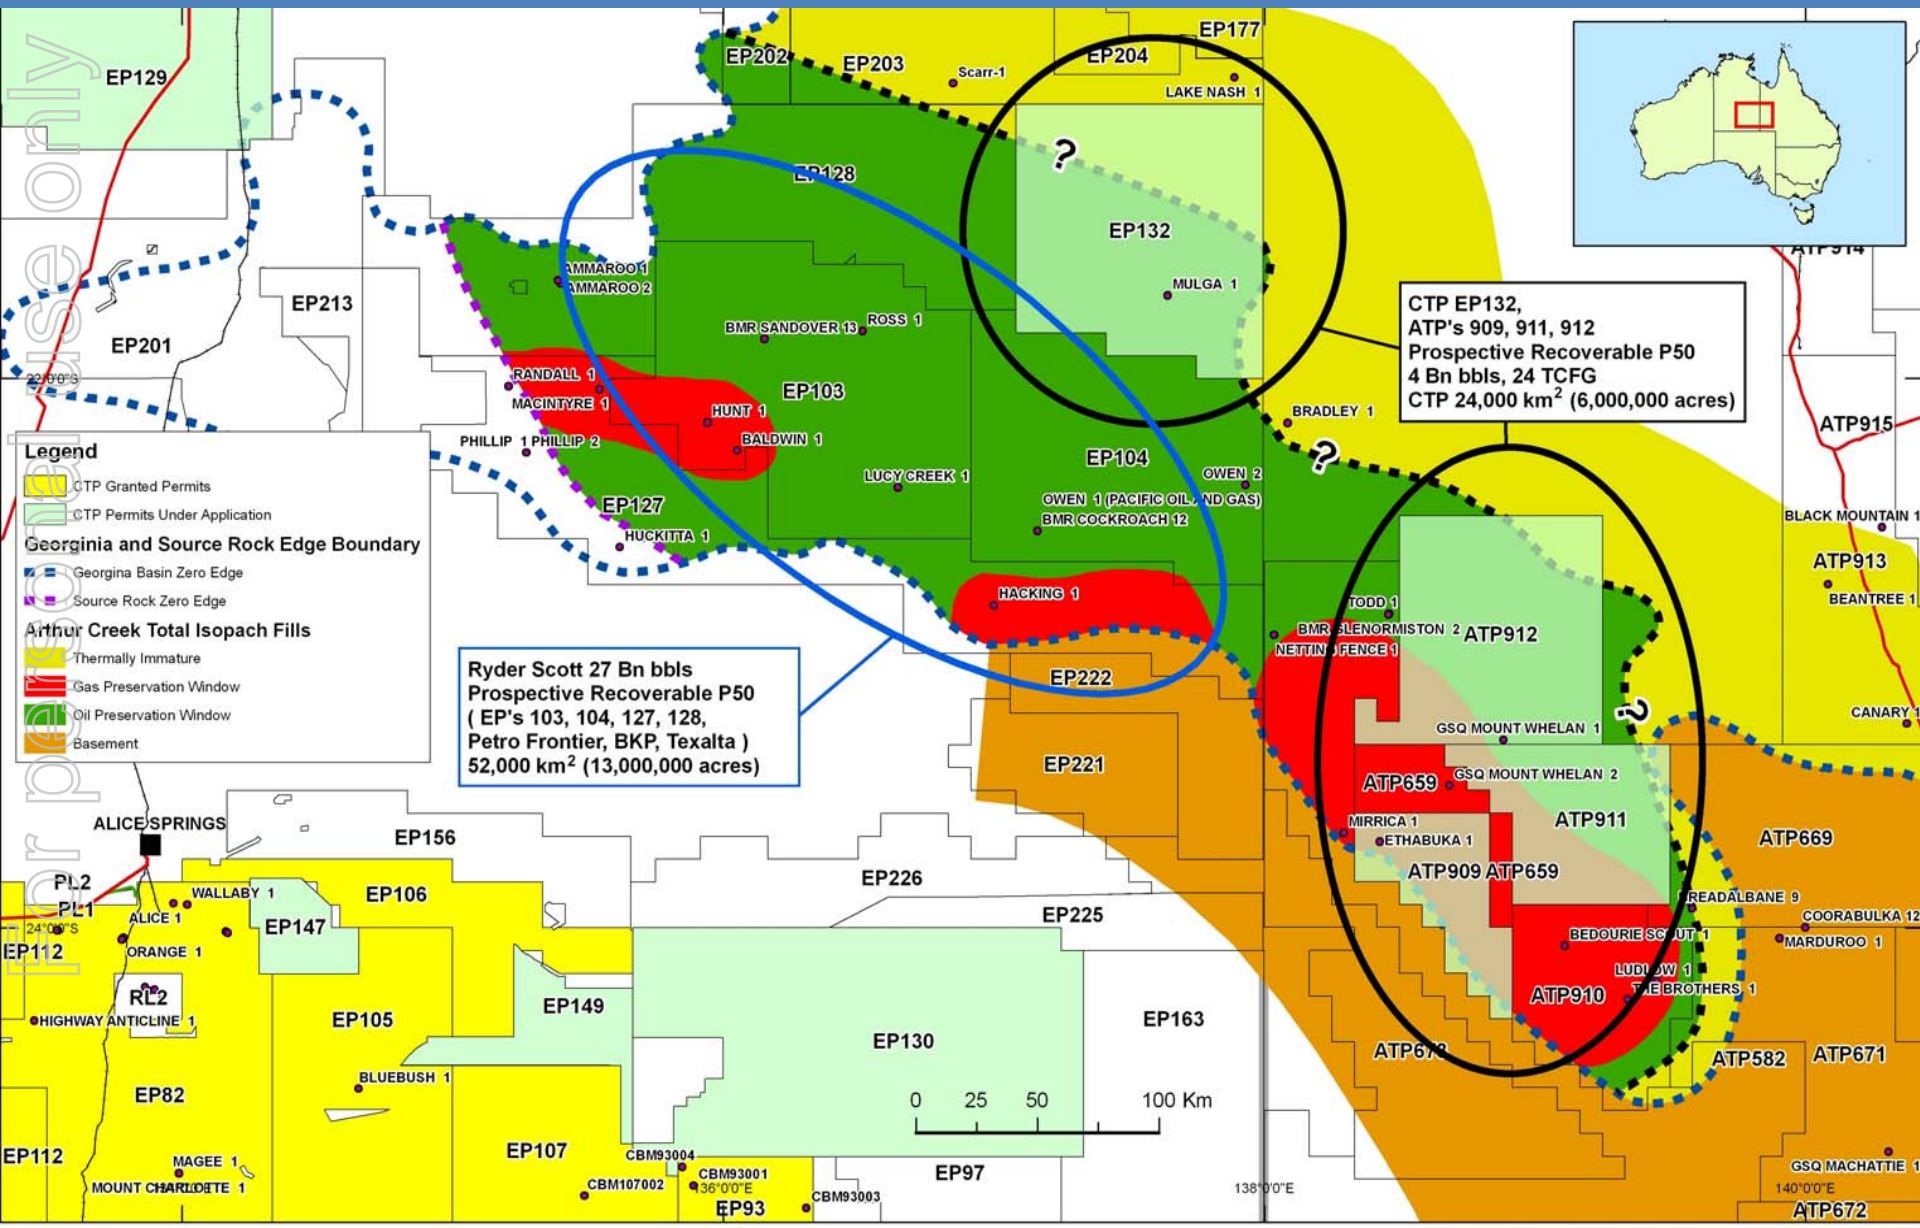 For personal use only
EP129
EP202
EP203
EP204
EP177
Scarr-1
LAKE NASH 1
EP128
?
EP132
MULGA 1
ATP914
AMMAROO 1
AMMAROO 2
EP213
EP201
BMR SANDOVER 13
ROSS 1
EP103
22°0'0"S
RANDALL 1
MACINTYRE 1
HUNT 1
BALDWIN 1
PHILLIP 1
PHILLIP 2
LUCY CREEK 1
EP127
HUCKITTA 1
EP104
OWEN 2
OWEN 1 (PACIFIC OIL AND GAS)
BMR COCKROACH 12
BRADLEY 1
?
CTP EP132,
ATP's 909, 911, 912
Prospective Recoverable P50
4 Bn bbls, 24 TCFG
CTP 24,000 km² (6,000,000 acres)
ATP915
BLACK MOUNTAIN 1
ATP913
BEANTREE 1
CANARY 1
Legend
CTP Granted Permits
CTP Permits Under Application
Georginia and Source Rock Edge Boundary
Georgina Basin Zero Edge
Source Rock Zero Edge
Arthur Creek Total Isopach Fills
Thermally Immature
Gas Preservation Window
Oil Preservation Window
Basement
HACKING 1
Ryder Scott 27 Bn bbls
Prospective Recoverable P50
( EP's 103, 104, 127, 128,
Petro Frontier, BKP, Texalta )
52,000 km² (13,000,000 acres)
EP222
EP221
TODD 1
BMR GLENORMISTON 2
NETTING FENCE 1
ATP912
?
GSQ MOUNT WHELAN 1
GSQ MOUNT WHELAN 2
ATP659
ATP911
MIRRICA 1
ETHABUKA 1
ATP909
ATP659
ATP669
BREADALBANE 9
COORABULKA 12
MARDUROO 1
BEDOURIE SCOUT 1
LUDLOW 1
THE BROTHERS 1
ATP910
ATP582
ATP671
GSQ MACHATTIE 1
140°0'0"E
ATP672
ALICE SPRINGS
EP156
EP226
EP225
PL2
PL1
WALLABY 1
EP106
ALICE 1
EP147
24°0'0"S
EP112
ORANGE 1
RL2
HIGHWAY ANTICLINE 1
EP105
EP149
EP130
EP163
EP82
BLUEBUSH 1
0 25 50 100 Km
EP112
MAGEE 1
MOUNT CHARLOTTE 1
EP107
CBM93004
CBM93001
CBM107002
136°0'0"E
EP93
CBM93003
EP97
138°0'0"E